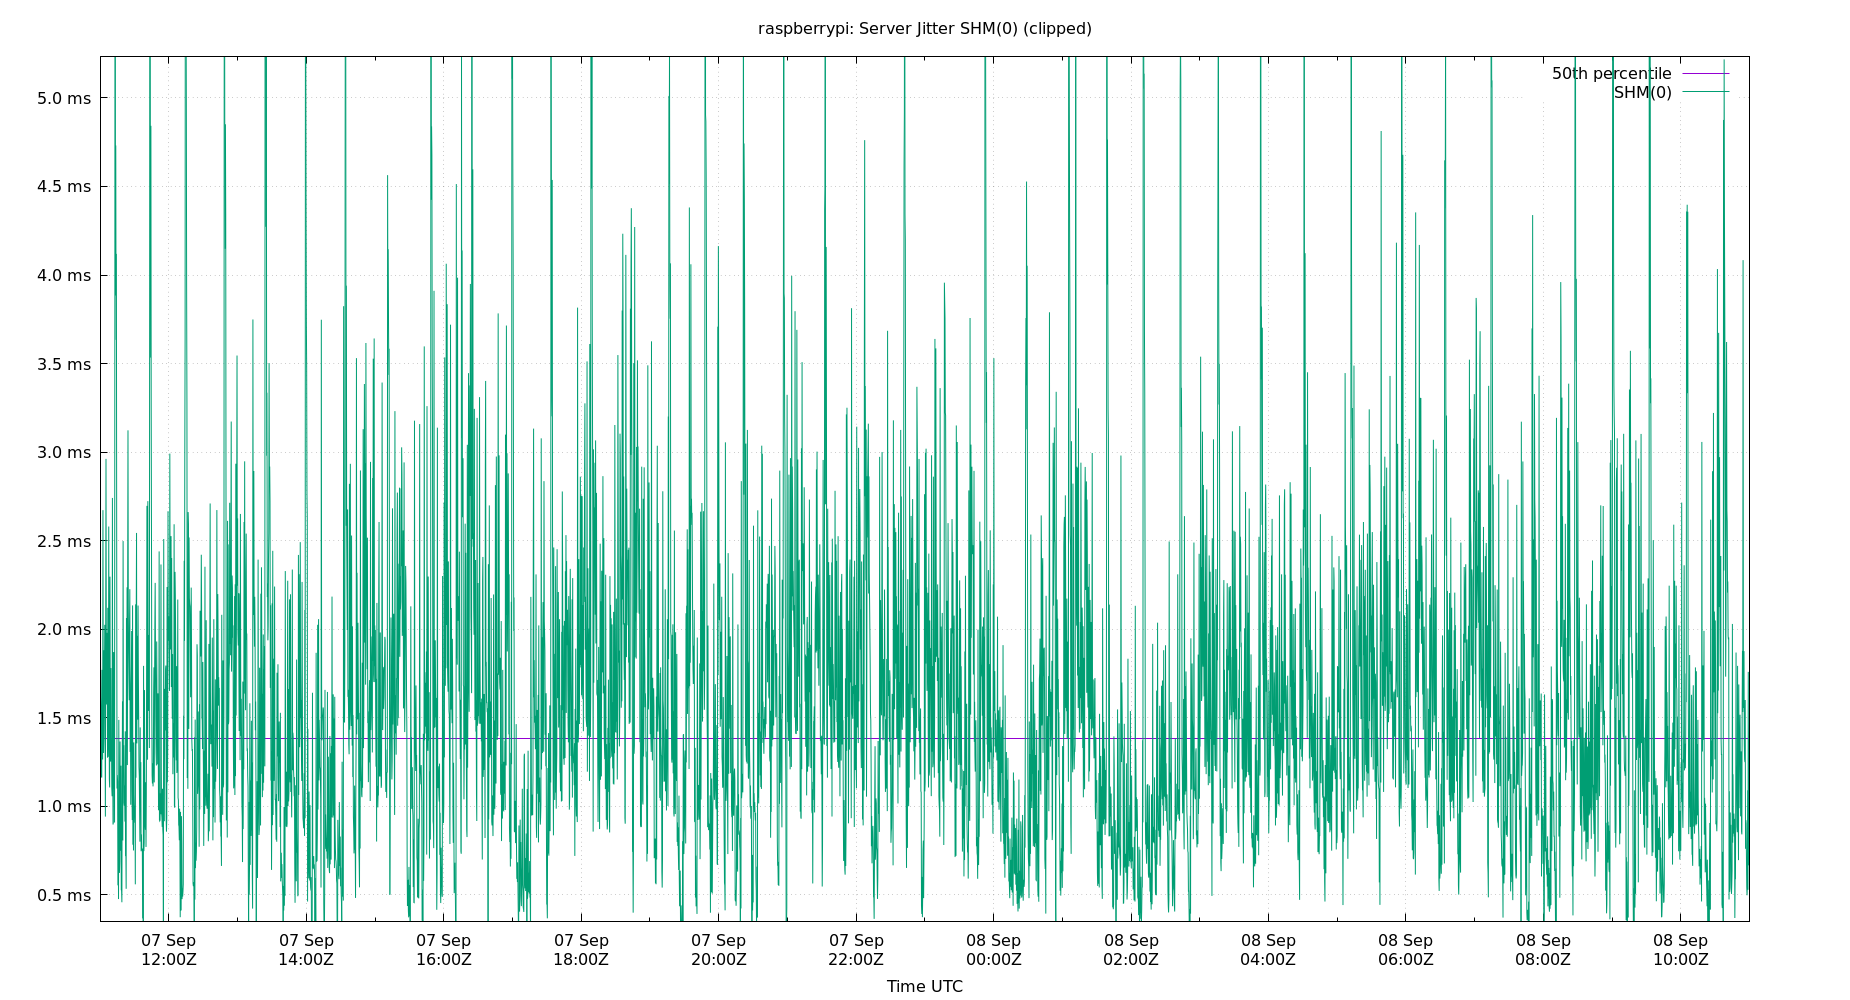 raspberrypi: Server Jitter SHM(0) (clipped)
50th percentile
SHM(0)
5.0 ms
4.5 ms
4.0 ms
3.5 ms
3.0 ms
2.5 ms
2.0 ms
1.5 ms
1.0 ms
0.5 ms
07 Sep 07 Sep 07 Sep 07 Sep 07 Sep 07 Sep 08 Sep 08 Sep 08 Sep 08 Sep 08 Sep 08 Sep
12:00Z 14:00Z 16:00Z 18:00Z 20:00Z 22:00Z 00:00Z 02:00Z 04:00Z 06:00Z 08:00Z 10:00Z
Time UTC